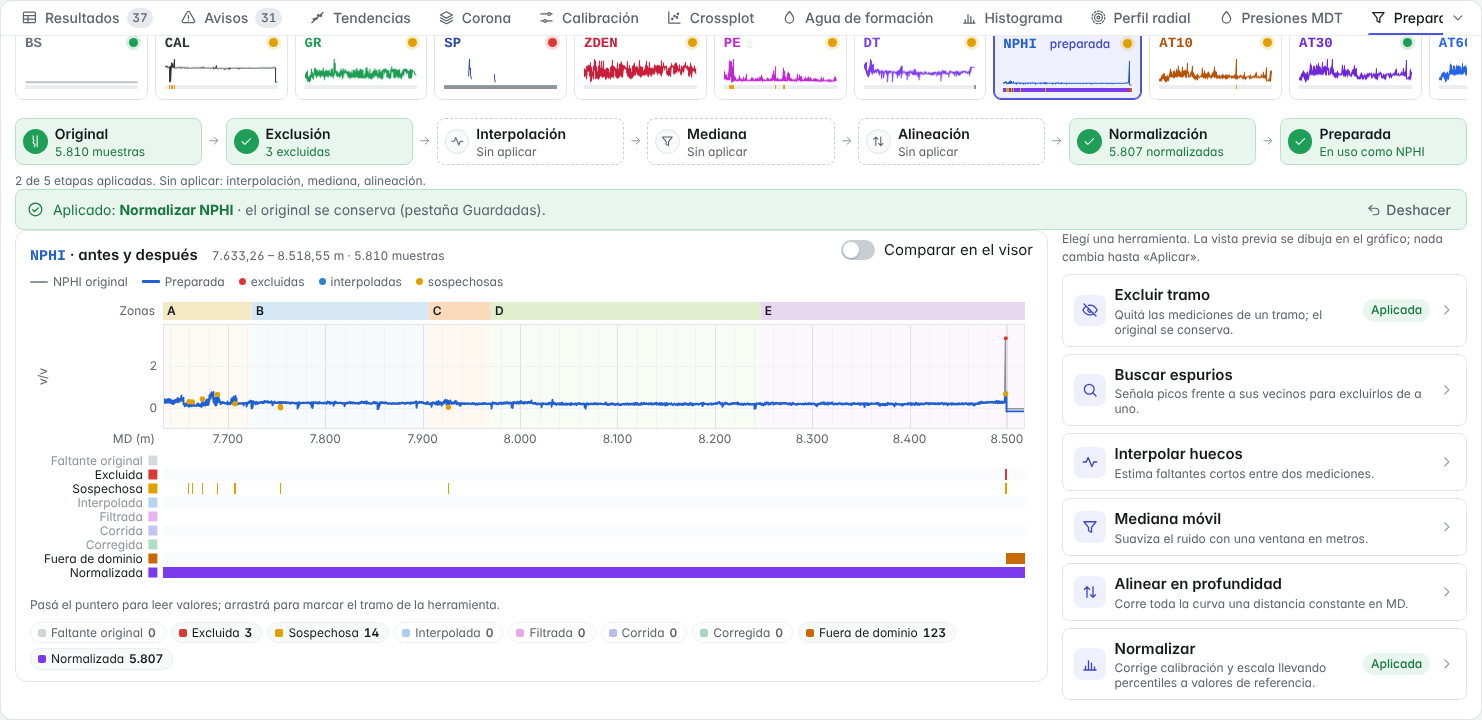 Resultados 37 Avisos 31 Tendencias Corona Calibración Crossplot Agua de formación Histograma Perfil radial Presiones MDT Prepar
BS CAL GR SP ZDEN PE DT NPHI preparada AT10 AT30 AT60
Original
5.810 muestras
Exclusión
3 excluidas
Interpolación
Sin aplicar
Mediana
Sin aplicar
Alineación
Sin aplicar
Normalización
5.807 normalizadas
Preparada
En uso como NPHI
2 de 5 etapas aplicadas. Sin aplicar: interpolación, mediana, alineación.
Aplicado: Normalizar NPHI · el original se conserva (pestaña Guardadas).
Deshacer
NPHI · antes y después 7.633,26 – 8.518,55 m · 5.810 muestras
Comparar en el visor
NPHI original Preparada excluidas interpoladas sospechosas
Zonas A B C D E
v/v
2
0
MD (m) 7.700 7.800 7.900 8.000 8.100 8.200 8.300 8.400 8.500
Faltante original
Excluida
Sospechosa
Interpolada
Filtrada
Corrida
Corregida
Fuera de dominio
Normalizada
Pasá el puntero para leer valores; arrastrá para marcar el tramo de la herramienta.
Faltante original 0 Excluida 3 Sospechosa 14 Interpolada 0 Filtrada 0 Corrida 0 Corregida 0 Fuera de dominio 123
Normalizada 5.807
Elegí una herramienta. La vista previa se dibuja en el gráfico; nada
cambia hasta «Aplicar».
Excluir tramo
Quitá las mediciones de un tramo; el
original se conserva.
Aplicada
Buscar espurios
Señala picos frente a sus vecinos para excluirlos de a
uno.
Interpolar huecos
Estima faltantes cortos entre dos mediciones.
Mediana móvil
Suaviza el ruido con una ventana en metros.
Alinear en profundidad
Corre toda la curva una distancia constante en MD.
Normalizar
Corrige calibración y escala llevando
percentiles a valores de referencia.
Aplicada